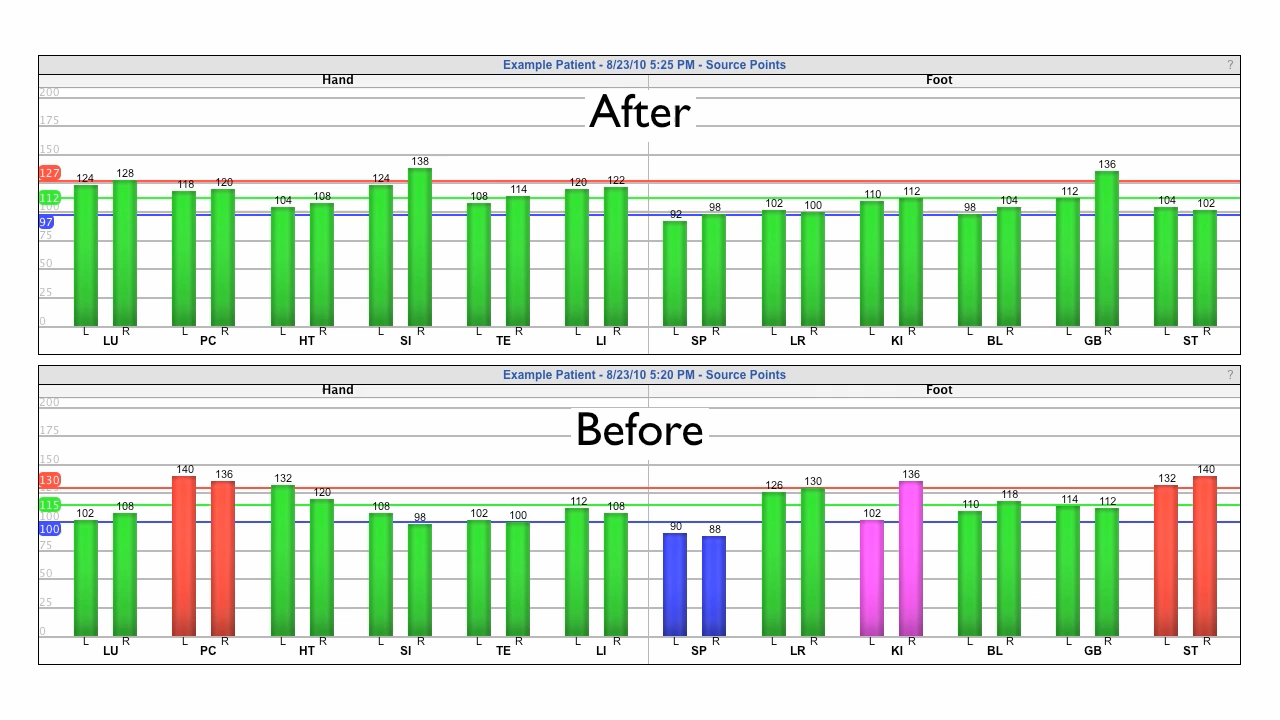 Example Patient - 8/23/10 5:25 PM - Source Points ?
Hand Foot
After
200
175
150
127
112
100
97
75
50
25
0
124 128 118 120 104 108 124 138 108 114 120 122 92 98 102 100 110 112 98 104 112 136 104 102
L R L R L R L R L R L R L R L R L R L R L R L R
LU PC HT SI TE LI SP LR KI BL GB ST
Example Patient - 8/23/10 5:20 PM - Source Points ?
Hand Foot
Before
200
175
150
130
115
100
100
75
50
25
0
102 108 140 136 132 120 108 98 102 100 112 108 90 88 126 130 102 136 110 118 114 112 132 140
L R L R L R L R L R L R L R L R L R L R L R L R
LU PC HT SI TE LI SP LR KI BL GB ST